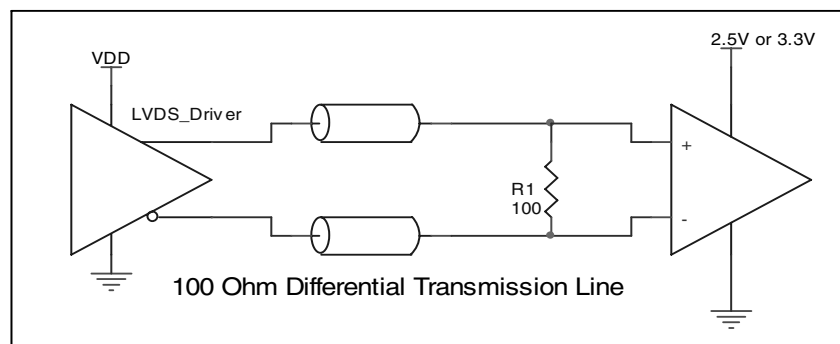 2.5V or 3.3V
VDD
LVDS_Driver
+
R1
100
-
100 Ohm Differential Transmission Line